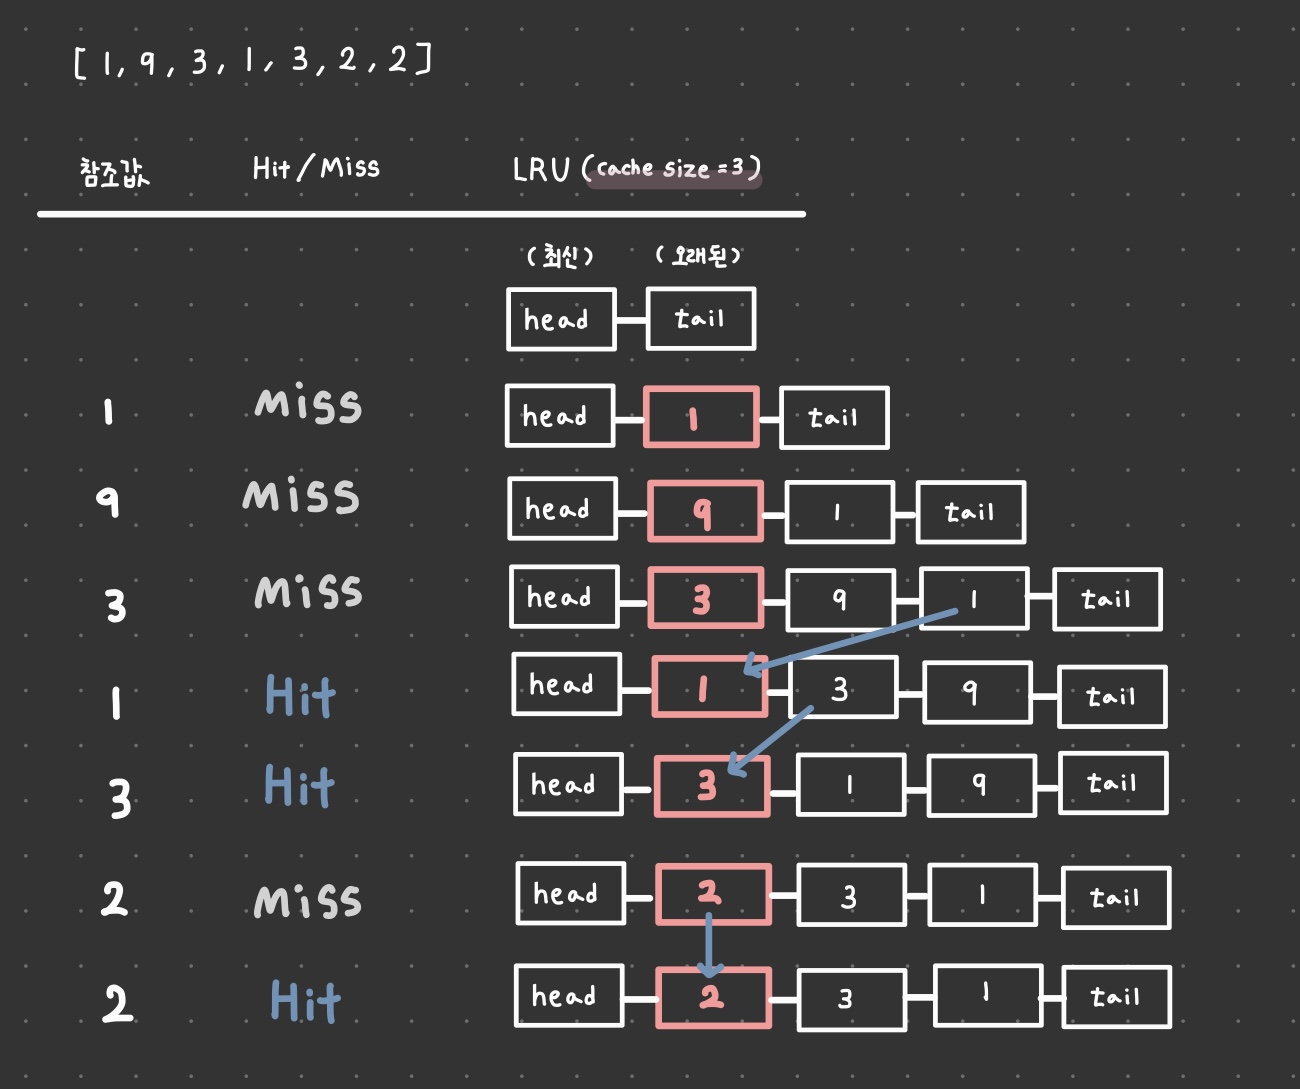 [ 1, 9, 3, 1, 3, 2, 2 ]
참조값 Hit/Miss LRU (cache size = 3)
(최신) (오래된)
head tail
1 Miss head 1 tail
9 Miss head 9 1 tail
3 Miss head 3 9 1 tail
1 Hit head 1 3 9 tail
3 Hit head 3 1 9 tail
2 Miss head 2 3 1 tail
2 Hit head 2 3 1 tail